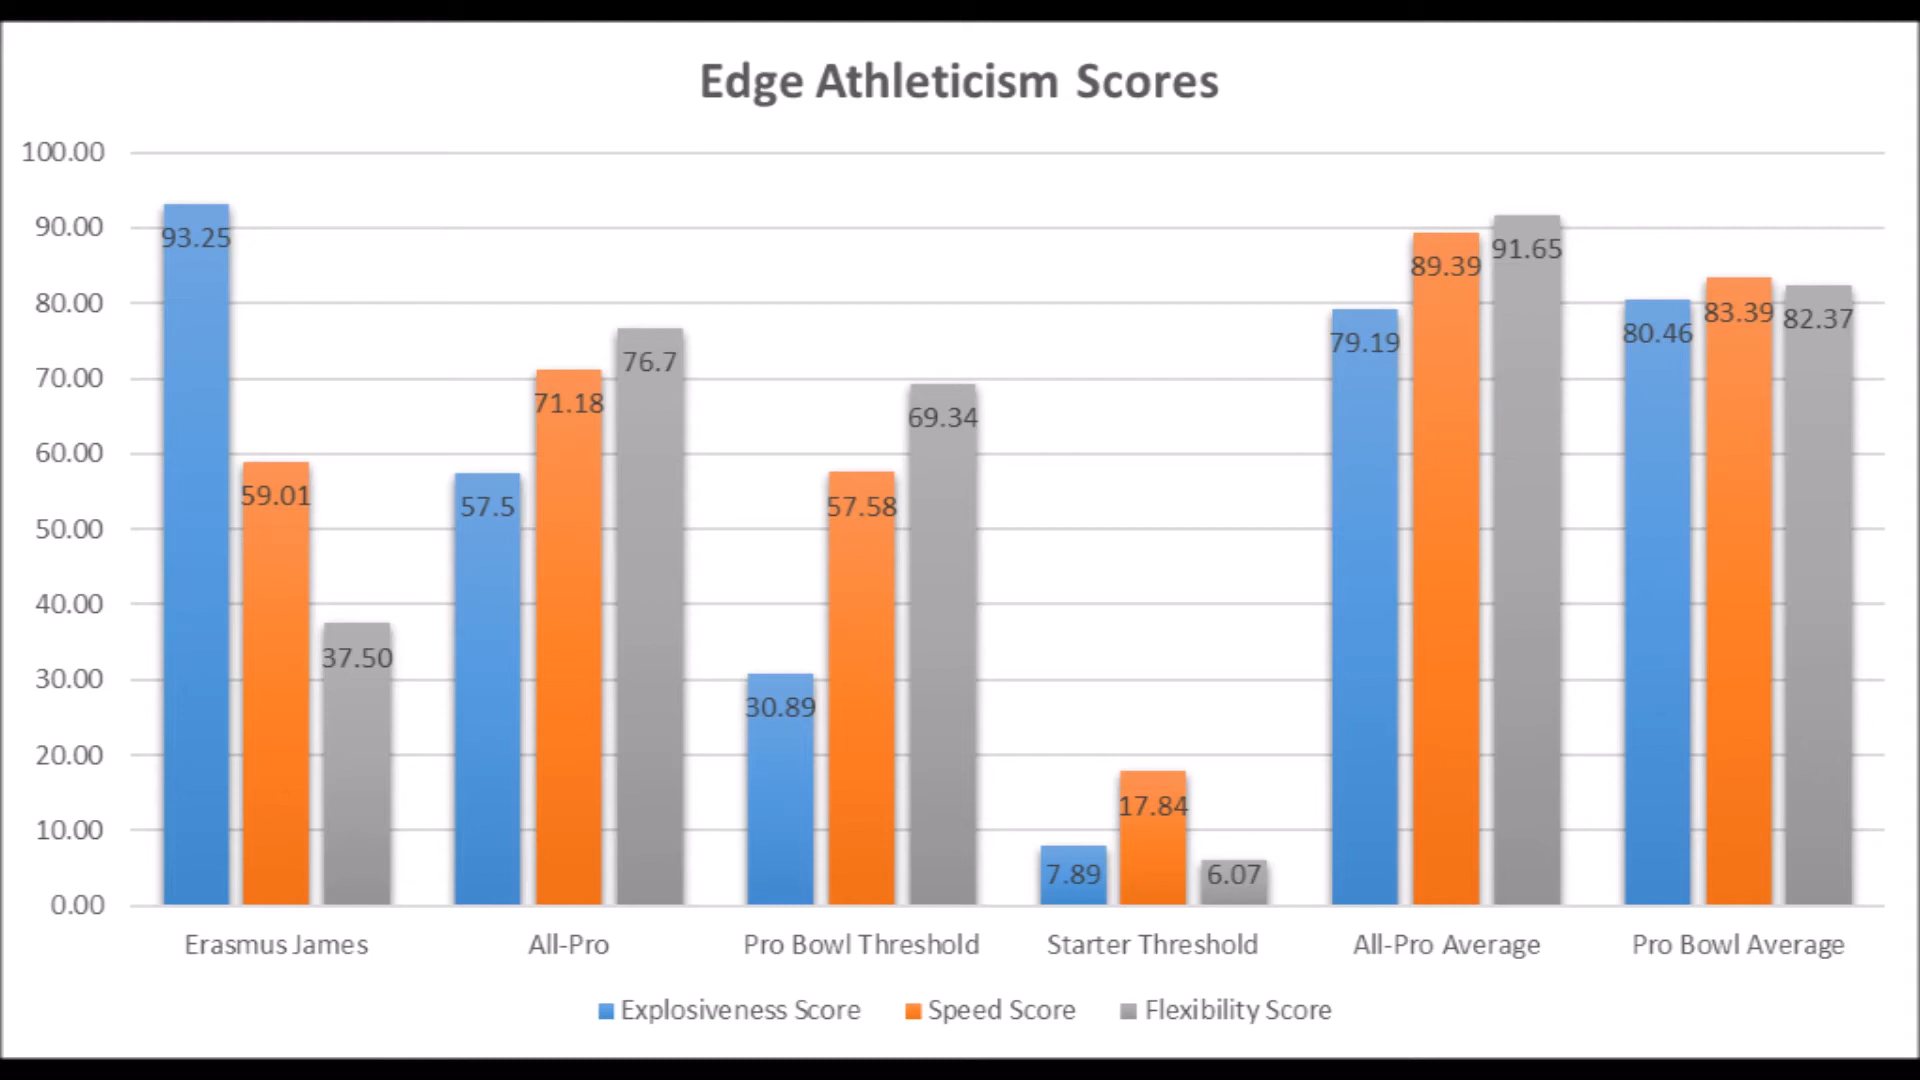 Edge Athleticism Scores
100.00
90.00
80.00
70.00
60.00
50.00
40.00
30.00
20.00
10.00
0.00
93.25
59.01
37.50
57.5
71.18
76.7
30.89
57.58
69.34
7.89
17.84
6.07
79.19
89.39
91.65
80.46
83.39
82.37
Erasmus James
All-Pro
Pro Bowl Threshold
Starter Threshold
All-Pro Average
Pro Bowl Average
Explosiveness Score
Speed Score
Flexibility Score